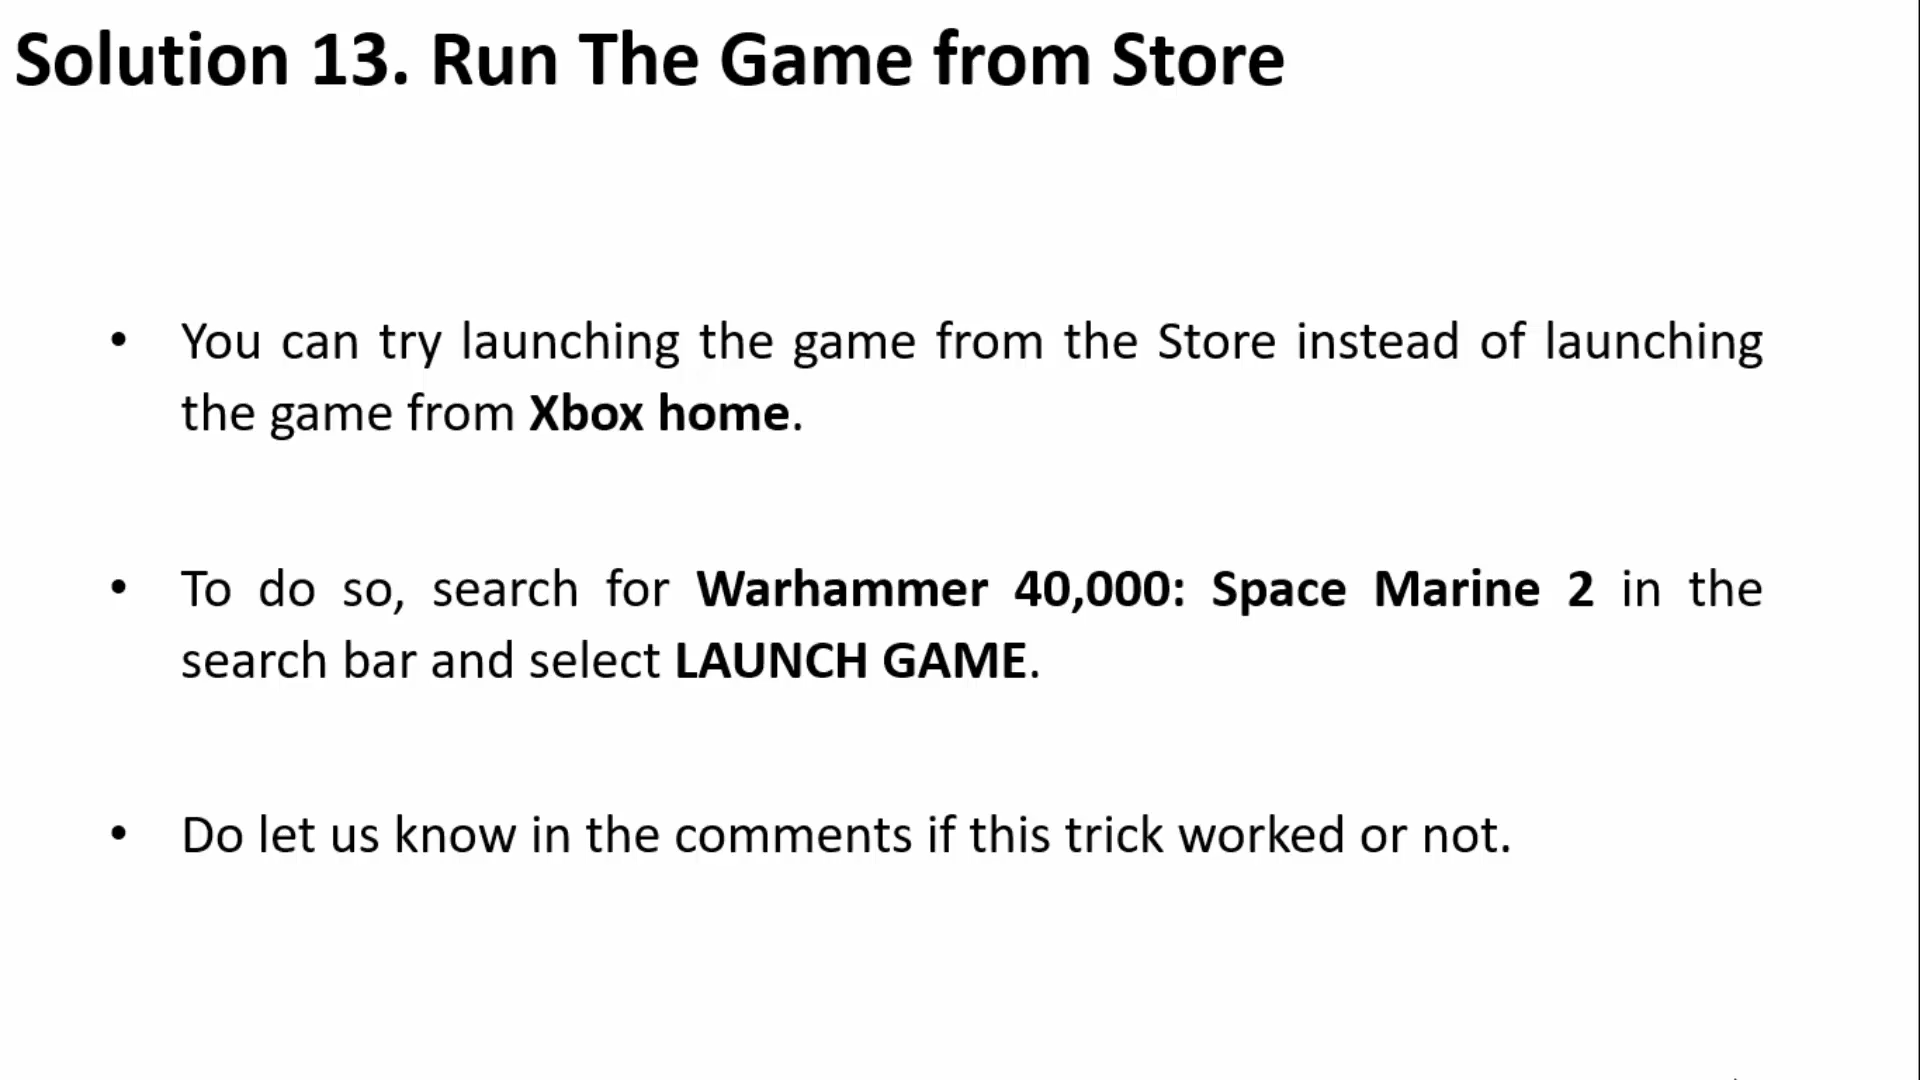 Solution 13. Run The Game from Store
• You can try launching the game from the Store instead of launching
the game from Xbox home.
• To do so, search for Warhammer 40,000: Space Marine 2 in the
search bar and select LAUNCH GAME.
• Do let us know in the comments if this trick worked or not.